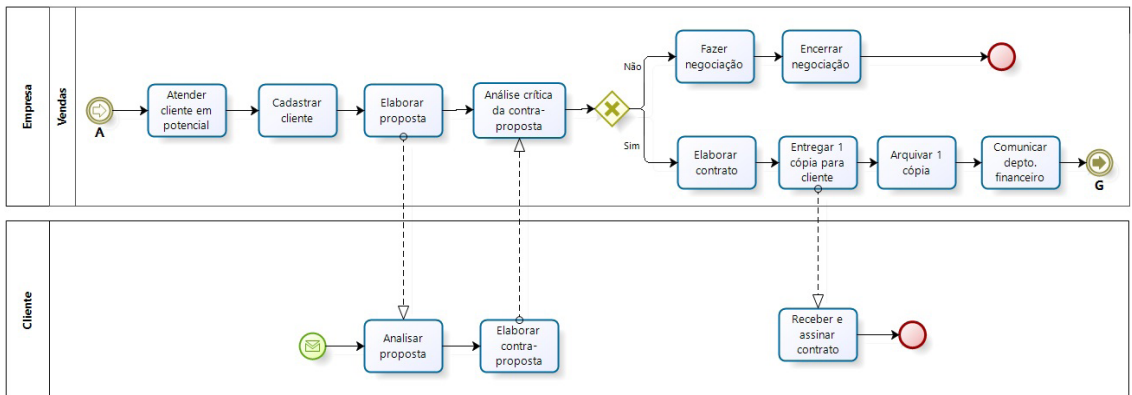 Empresa
Vendas
A
Atender
cliente em
potencial
Cadastrar
cliente
Elaborar
proposta
Análise crítica
da contra-
proposta
Não
Fazer
negociação
Encerrar
negociação
Sim
Elaborar
contrato
Entregar 1
cópia para
cliente
Arquivar 1
cópia
Comunicar
depto.
financeiro
G
Cliente
Analisar
proposta
Elaborar
contra-
proposta
Receber e
assinar
contrato